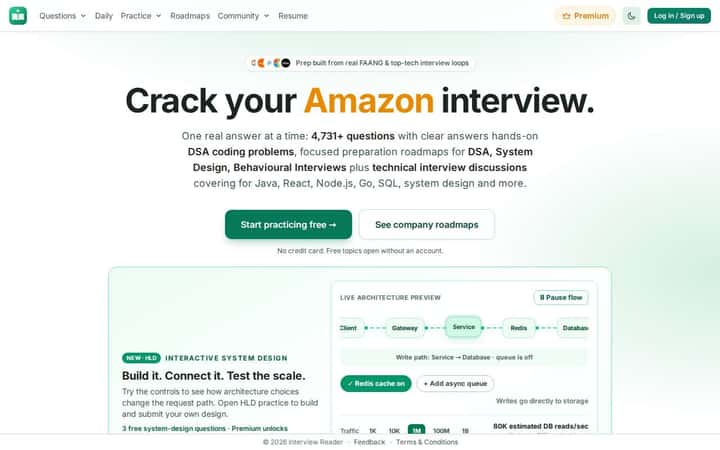 Questions Daily Practice Roadmaps Community Resume Premium Log in / Sign up
Prep built from real FAANG & top-tech interview loops
Crack your Amazon interview.
One real answer at a time: 4,731+ questions with clear answers hands-on
DSA coding problems, focused preparation roadmaps for DSA, System
Design, Behavioural Interviews plus technical interview discussions
covering for Java, React, Node.js, Go, SQL, system design and more.
Start practicing free → See company roadmaps
No credit card. Free topics open without an account.
NEW · HLD INTERACTIVE SYSTEM DESIGN
Build it. Connect it. Test the scale.
Try the controls to see how architecture choices
change the request path. Open HLD practice to build
and submit your own design.
3 free system-design questions · Premium unlocks
LIVE ARCHITECTURE PREVIEW Pause flow
Client Gateway Service Redis Database
Write path: Service → Database · queue is off
✓ Redis cache on + Add async queue
Writes go directly to storage
Traffic 1K 10K 1M 100M 1B 80K estimated DB reads/sec
© 2026 Interview Reader · Feedback · Terms & Conditions